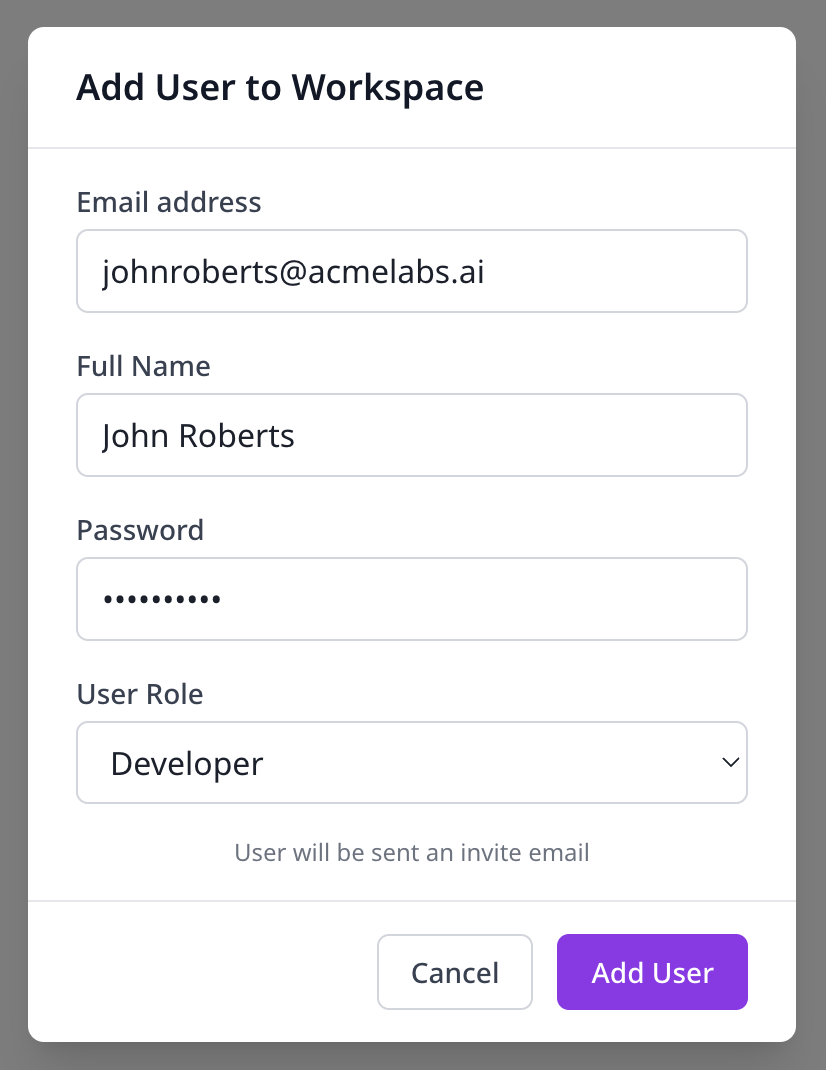 Add User to Workspace
Email address
johnroberts@acmelabs.ai
Full Name
John Roberts
Password
••••••••••
User Role
Developer
User will be sent an invite email
Cancel
Add User